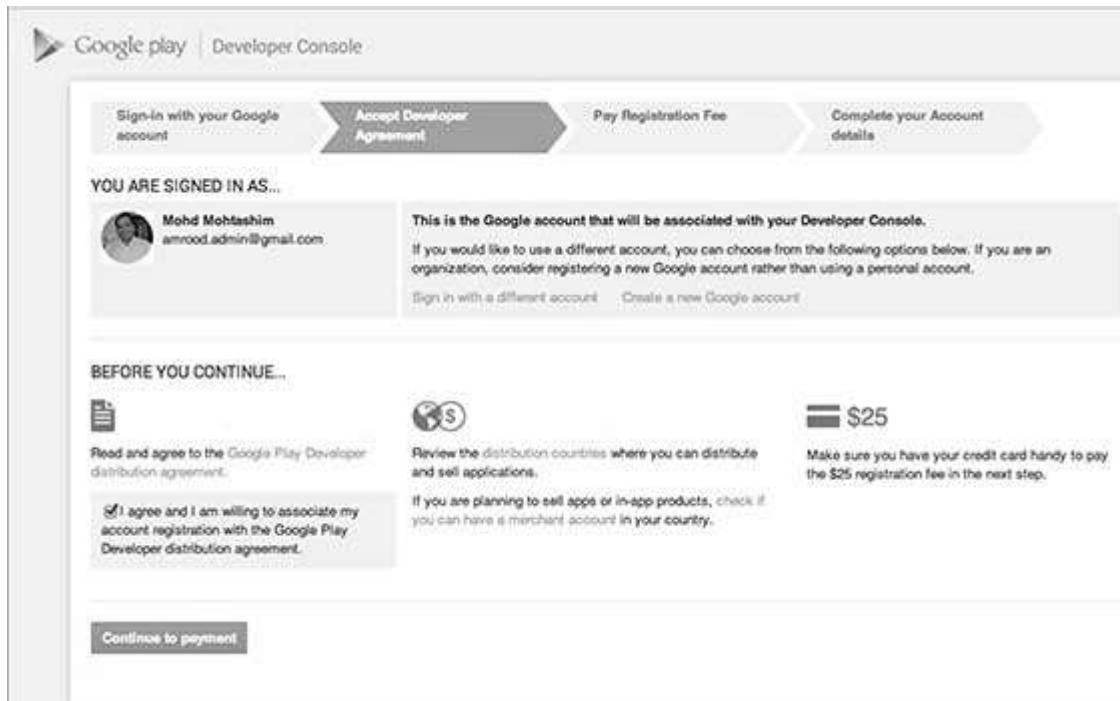 Google play | Developer Console
Sign-in with your Google
account
Accept Developer
Agreement
Pay Registration Fee
Complete your Account
details
YOU ARE SIGNED IN AS...
Mohd Mohtashim
amrood.admin@gmail.com
This is the Google account that will be associated with your Developer Console.
If you would like to use a different account, you can choose from the following options below. If you are an
organization, consider registering a new Google account rather than using a personal account.
Sign in with a different account Create a new Google account
BEFORE YOU CONTINUE...
Read and agree to the Google Play Developer
distribution agreement.
I agree and I am willing to associate my
account registration with the Google Play
Developer distribution agreement.
$
Review the distribution countries where you can distribute
and sell applications.
If you are planning to sell apps or in-app products, check if
you can have a merchant account in your country.
$25
Make sure you have your credit card handy to pay
the $25 registration fee in the next step.
Continue to payment